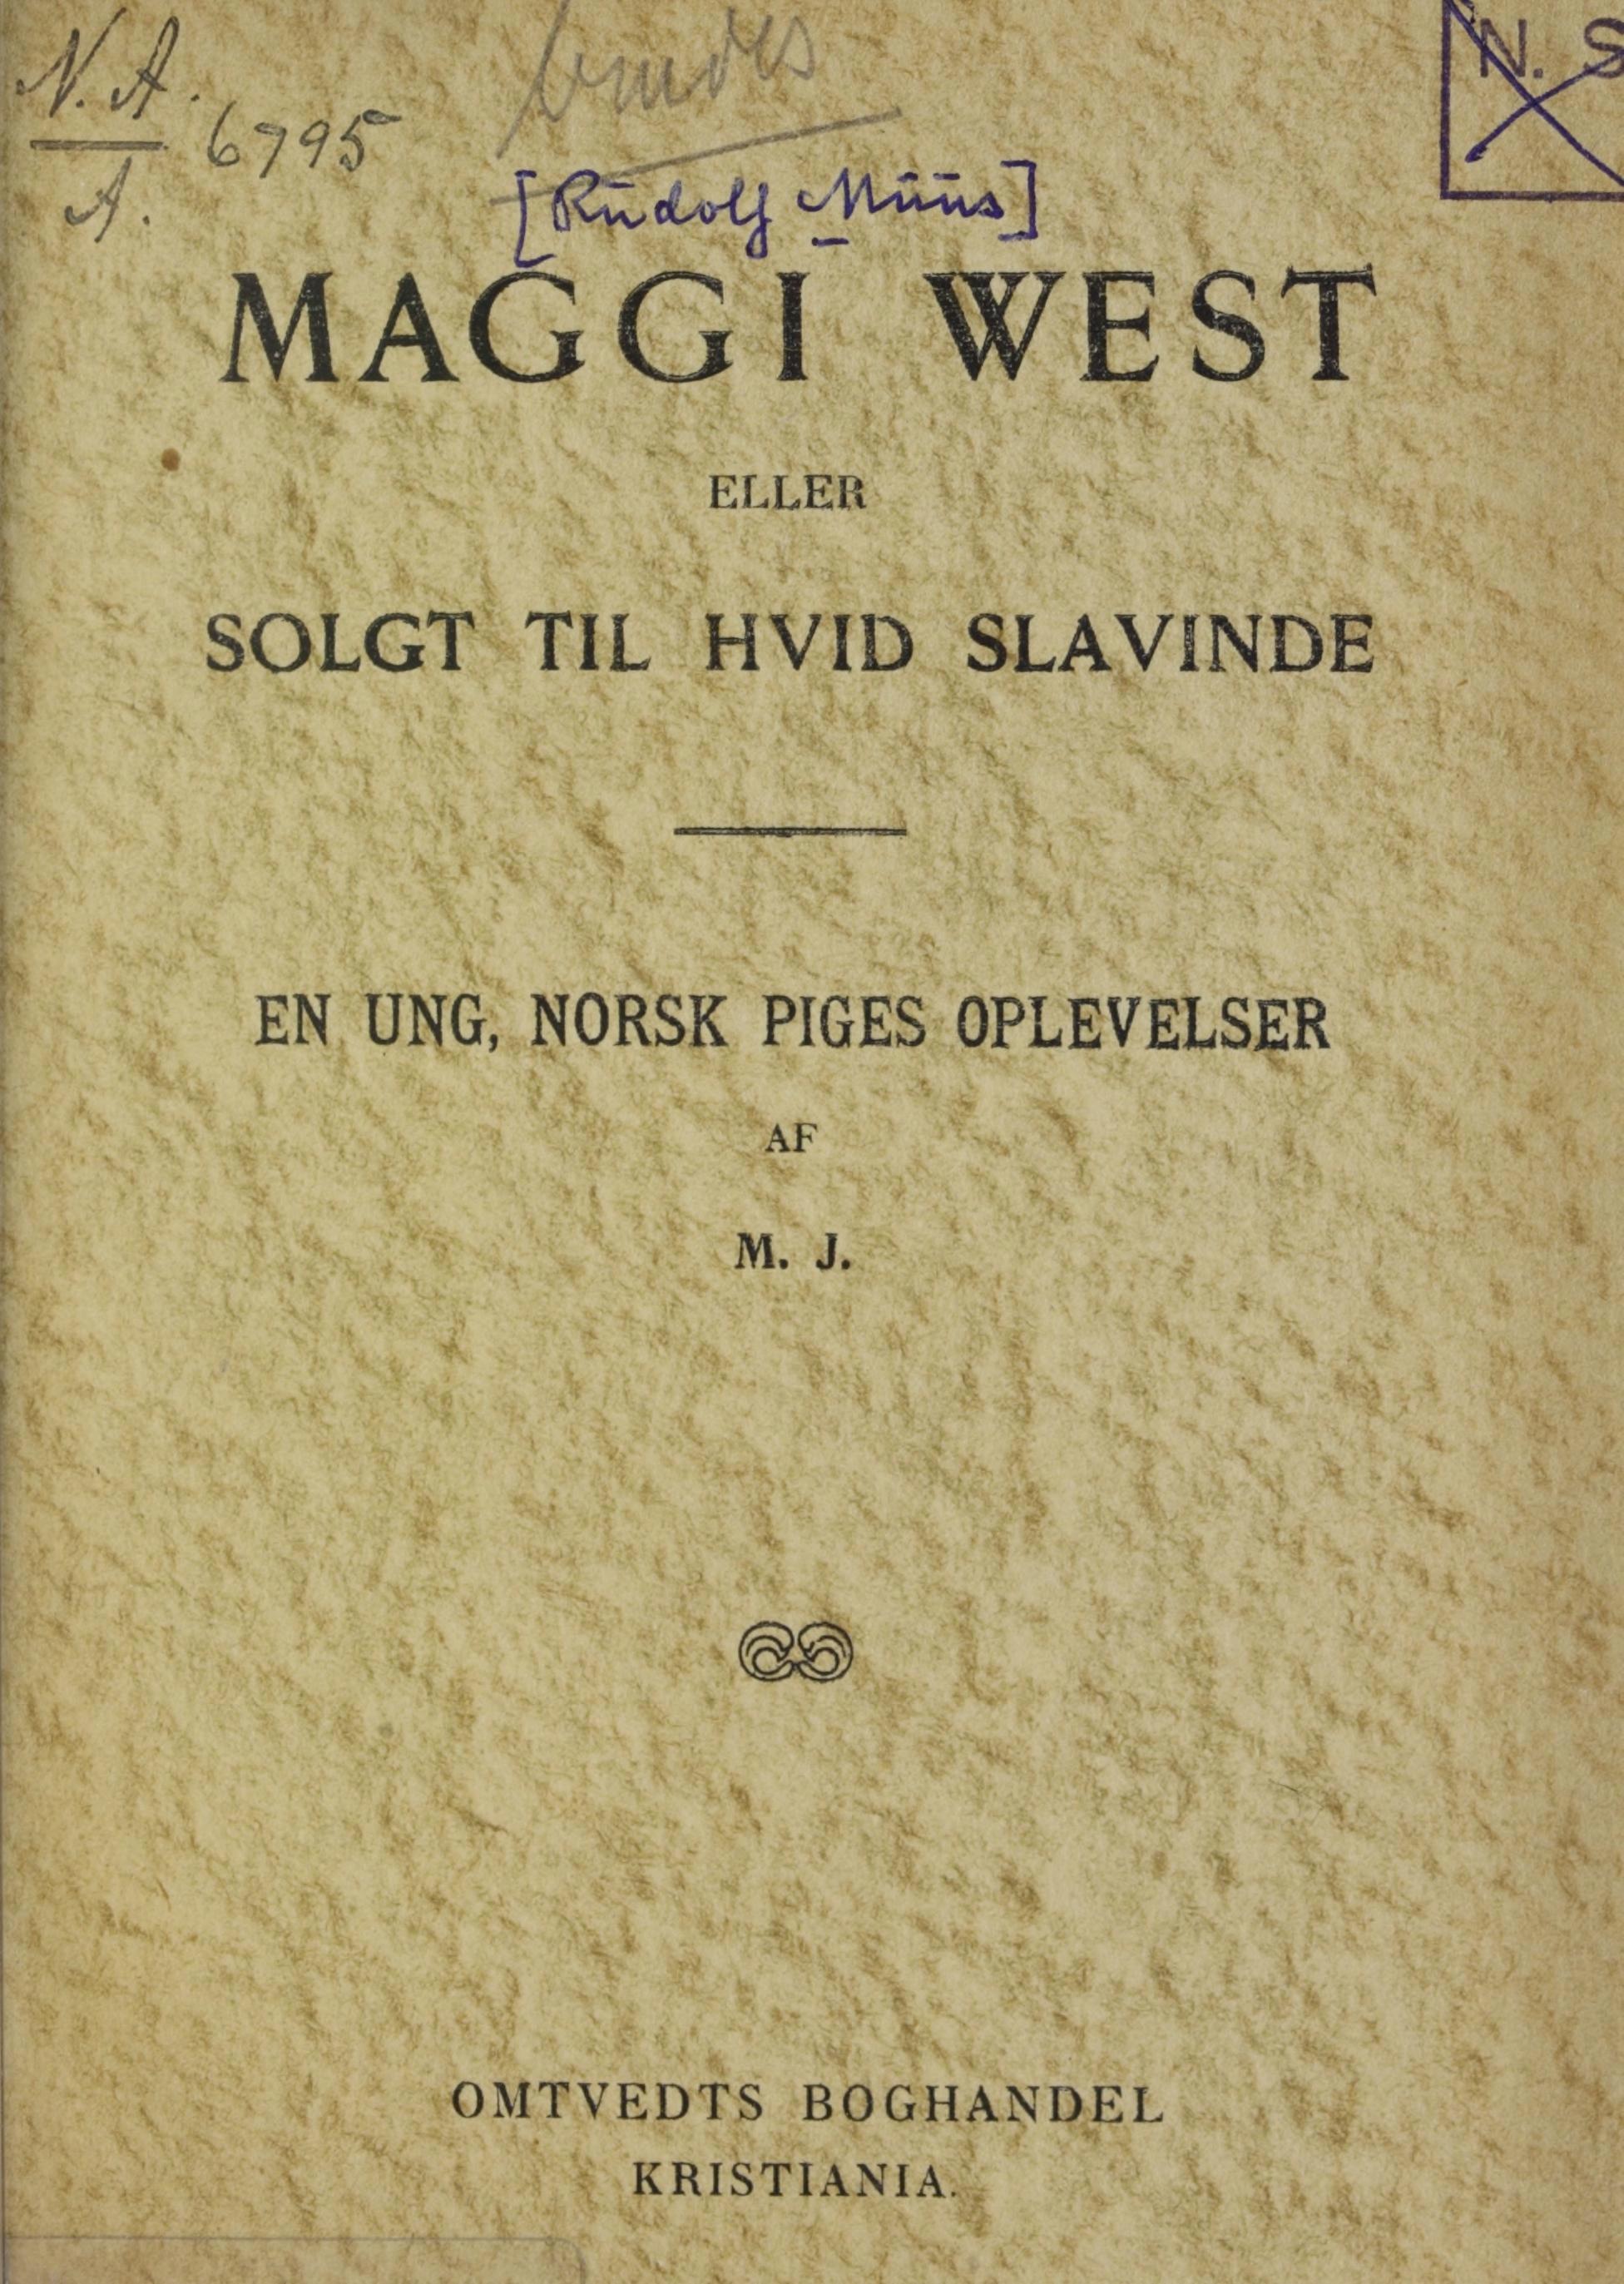 N. A. 6795
A.
bindes
N. S
[Rudolf Muus]
MAGGI WEST
ELLER
SOLGT TIL HVID SLAVINDE
EN UNG, NORSK PIGES OPLEVELSER
AF
M. J.
OMTVEDTS BOGHANDEL
KRISTIANIA.